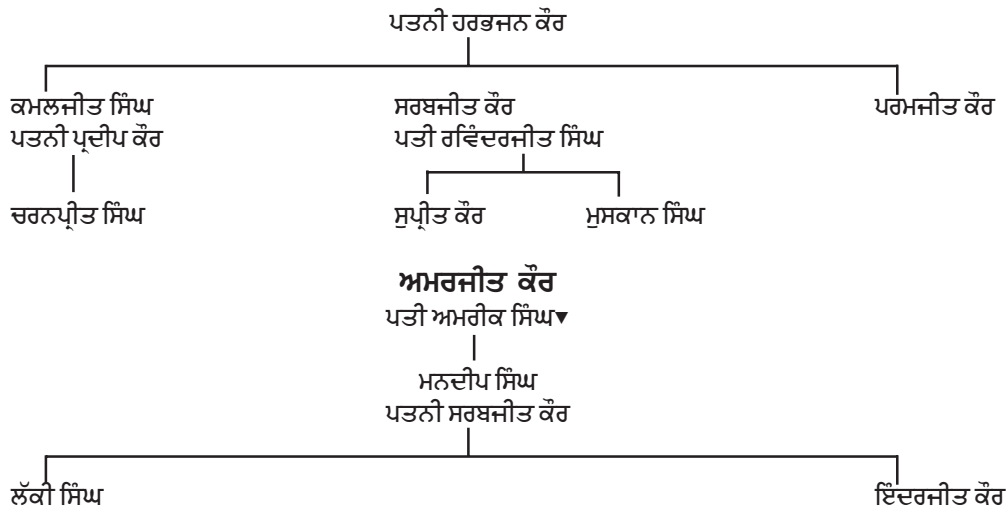 ਪਤਨੀ ਹਰਭਜਨ ਕੌਰ
ਕਮਲਜੀਤ ਸਿੰਘ ਸਰਬਜੀਤ ਕੌਰ ਪਰਮਜੀਤ ਕੌਰ
ਪਤਨੀ ਪ੍ਰਦੀਪ ਕੌਰ ਪਤੀ ਰਵਿੰਦਰਜੀਤ ਸਿੰਘ
ਚਰਨਪ੍ਰੀਤ ਸਿੰਘ ਸੁਪ੍ਰੀਤ ਕੌਰ ਮੁਸਕਾਨ ਸਿੰਘ
ਅਮਰਜੀਤ ਕੌਰ
ਪਤੀ ਅਮਰੀਕ ਸਿੰਘ▾
ਮਨਦੀਪ ਸਿੰਘ
ਪਤਨੀ ਸਰਬਜੀਤ ਕੌਰ
ਲੱਕੀ ਸਿੰਘ ਇੰਦਰਜੀਤ ਕੌਰ